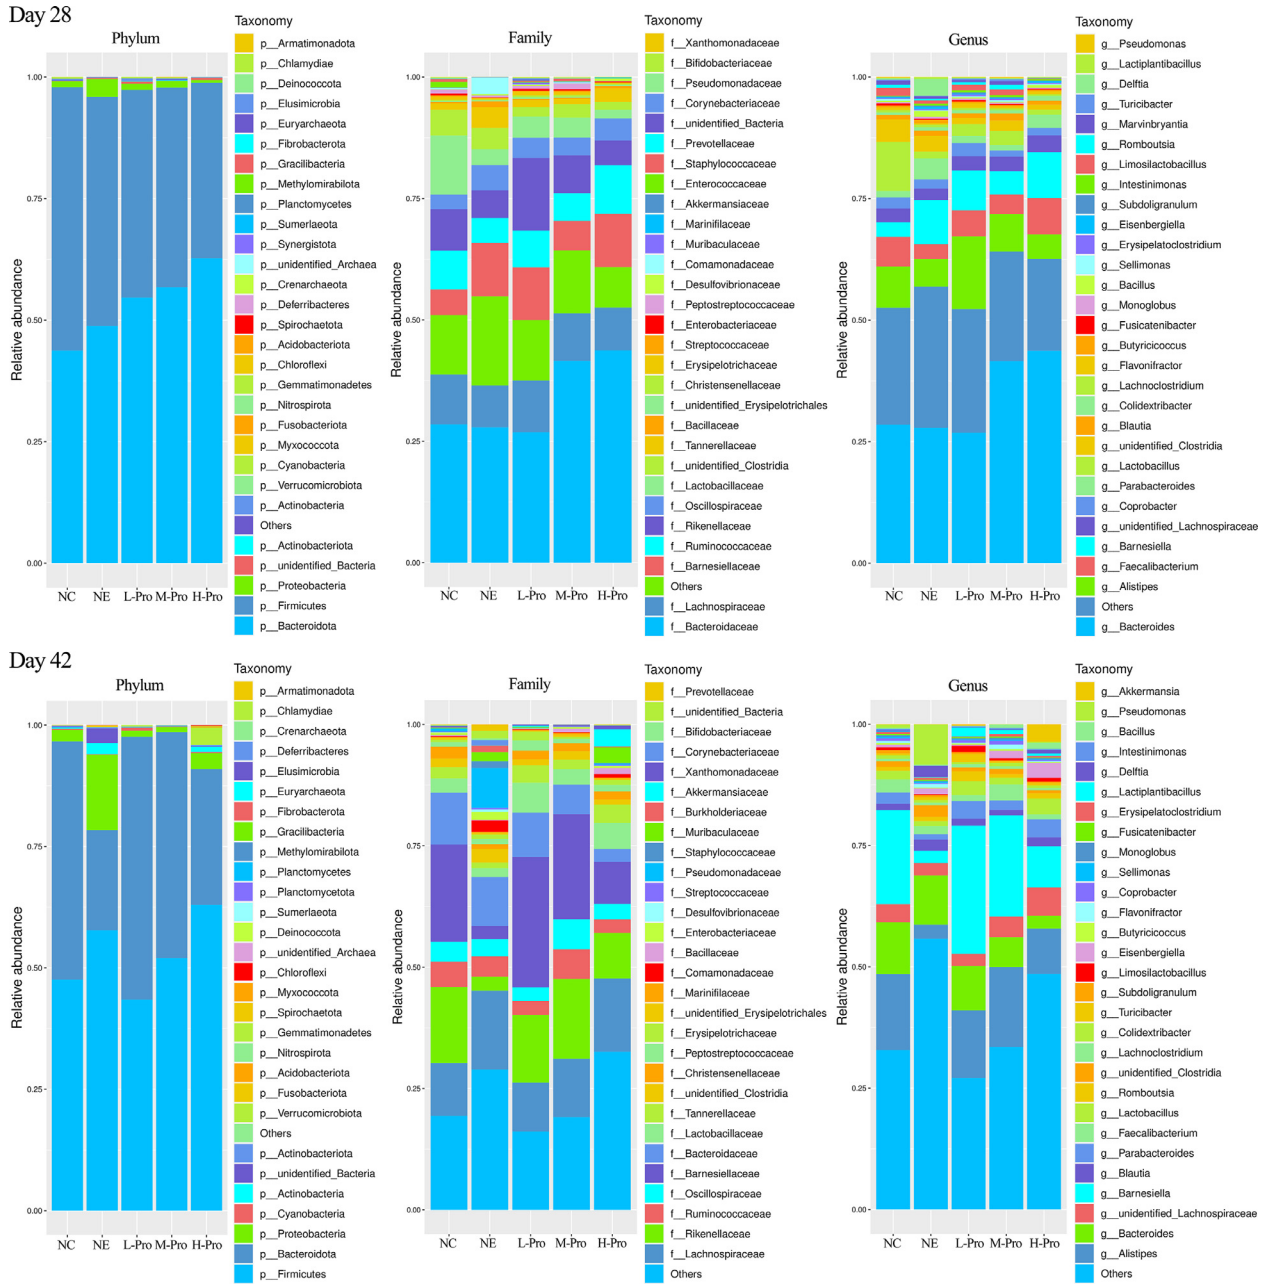 Day 28
Phylum
Relative abundance
1.00
0.75
0.50
0.25
0.00
NC NE L-Pro M-Pro H-Pro
Taxonomy
p__Armatimonadota
p__Chlamydiae
p__Deinococcota
p__Elusimicrobia
p__Euryarchaeota
p__Fibrobacterota
p__Gracilibacteria
p__Methylomirabilota
p__Planctomycetes
p__Sumerlaeota
p__Synergistota
p__unidentified_Archaea
p__Crenarchaeota
p__Deferribacteres
p__Spirochaetota
p__Acidobacteriota
p__Chloroflexi
p__Gemmatimonadetes
p__Nitrospirota
p__Fusobacteriota
p__Myxococcota
p__Cyanobacteria
p__Verrucomicrobiota
p__Actinobacteria
Others
p__Actinobacteriota
p__unidentified_Bacteria
p__Proteobacteria
p__Firmicutes
p__Bacteroidota
Family
Relative abundance
1.00
0.75
0.50
0.25
0.00
NC NE L-Pro M-Pro H-Pro
Taxonomy
f__Xanthomonadaceae
f__Bifidobacteriaceae
f__Pseudomonadaceae
f__Corynebacteriaceae
f__unidentified_Bacteria
f__Prevotellaceae
f__Staphylococcaceae
f__Enterococcaceae
f__Akkermansiaceae
f__Marinifilaceae
f__Muribaculaceae
f__Comamonadaceae
f__Desulfovibrionaceae
f__Peptostreptococcaceae
f__Enterobacteriaceae
f__Streptococcaceae
f__Erysipelotrichaceae
f__Christensenellaceae
f__unidentified_Erysipelotrichales
f__Bacillaceae
f__Tannerellaceae
f__unidentified_Clostridia
f__Lactobacillaceae
f__Oscillospiraceae
f__Rikenellaceae
f__Ruminococcaceae
f__Barnesiellaceae
Others
f__Lachnospiraceae
f__Bacteroidaceae
Genus
Relative abundance
1.00
0.75
0.50
0.25
0.00
NC NE L-Pro M-Pro H-Pro
Taxonomy
g__Pseudomonas
g__Lactiplantibacillus
g__Delftia
g__Turicibacter
g__Marvinbryantia
g__Romboutsia
g__Limosilactobacillus
g__Intestinimonas
g__Subdoligranulum
g__Eisenbergiella
g__Erysipelatoclostridium
g__Sellimonas
g__Bacillus
g__Monoglobus
g__Fusicatenibacter
g__Butyricicoccus
g__Flavonifractor
g__Lachnoclostridium
g__Colidextribacter
g__Blautia
g__unidentified_Clostridia
g__Lactobacillus
g__Parabacteroides
g__Coprobacter
g__unidentified_Lachnospiraceae
g__Barnesiella
g__Faecalibacterium
g__Alistipes
Others
g__Bacteroides
Day 42
Phylum
Relative abundance
1.00
0.75
0.50
0.25
0.00
NC NE L-Pro M-Pro H-Pro
Taxonomy
p__Armatimonadota
p__Chlamydiae
p__Crenarchaeota
p__Deferribacteres
p__Elusimicrobia
p__Euryarchaeota
p__Fibrobacterota
p__Gracilibacteria
p__Methylomirabilota
p__Planctomycetes
p__Planctomycetota
p__Sumerlaeota
p__Deinococcota
p__unidentified_Archaea
p__Chloroflexi
p__Myxococcota
p__Spirochaetota
p__Gemmatimonadetes
p__Nitrospirota
p__Acidobacteriota
p__Fusobacteriota
p__Verrucomicrobiota
Others
p__Actinobacteriota
p__unidentified_Bacteria
p__Actinobacteria
p__Cyanobacteria
p__Proteobacteria
p__Bacteroidota
p__Firmicutes
Family
Relative abundance
1.00
0.75
0.50
0.25
0.00
NC NE L-Pro M-Pro H-Pro
Taxonomy
f__Prevotellaceae
f__unidentified_Bacteria
f__Bifidobacteriaceae
f__Corynebacteriaceae
f__Xanthomonadaceae
f__Akkermansiaceae
f__Burkholderiaceae
f__Muribaculaceae
f__Staphylococcaceae
f__Pseudomonadaceae
f__Streptococcaceae
f__Desulfovibrionaceae
f__Enterobacteriaceae
f__Bacillaceae
f__Comamonadaceae
f__Marinifilaceae
f__unidentified_Erysipelotrichales
f__Erysipelotrichaceae
f__Peptostreptococcaceae
f__Christensenellaceae
f__unidentified_Clostridia
f__Tannerellaceae
f__Lactobacillaceae
f__Bacteroidaceae
f__Barnesiellaceae
f__Oscillospiraceae
f__Ruminococcaceae
f__Rikenellaceae
f__Lachnospiraceae
Others
Genus
Relative abundance
1.00
0.75
0.50
0.25
0.00
NC NE L-Pro M-Pro H-Pro
Taxonomy
g__Akkermansia
g__Pseudomonas
g__Bacillus
g__Intestinimonas
g__Delftia
g__Lactiplantibacillus
g__Erysipelatoclostridium
g__Fusicatenibacter
g__Monoglobus
g__Sellimonas
g__Coprobacter
g__Flavonifractor
g__Butyricicoccus
g__Eisenbergiella
g__Limosilactobacillus
g__Subdoligranulum
g__Turicibacter
g__Colidextribacter
g__Lachnoclostridium
g__unidentified_Clostridia
g__Romboutsia
g__Lactobacillus
g__Faecalibacterium
g__Parabacteroides
g__Blautia
g__Barnesiella
g__unidentified_Lachnospiraceae
g__Bacteroides
g__Alistipes
Others